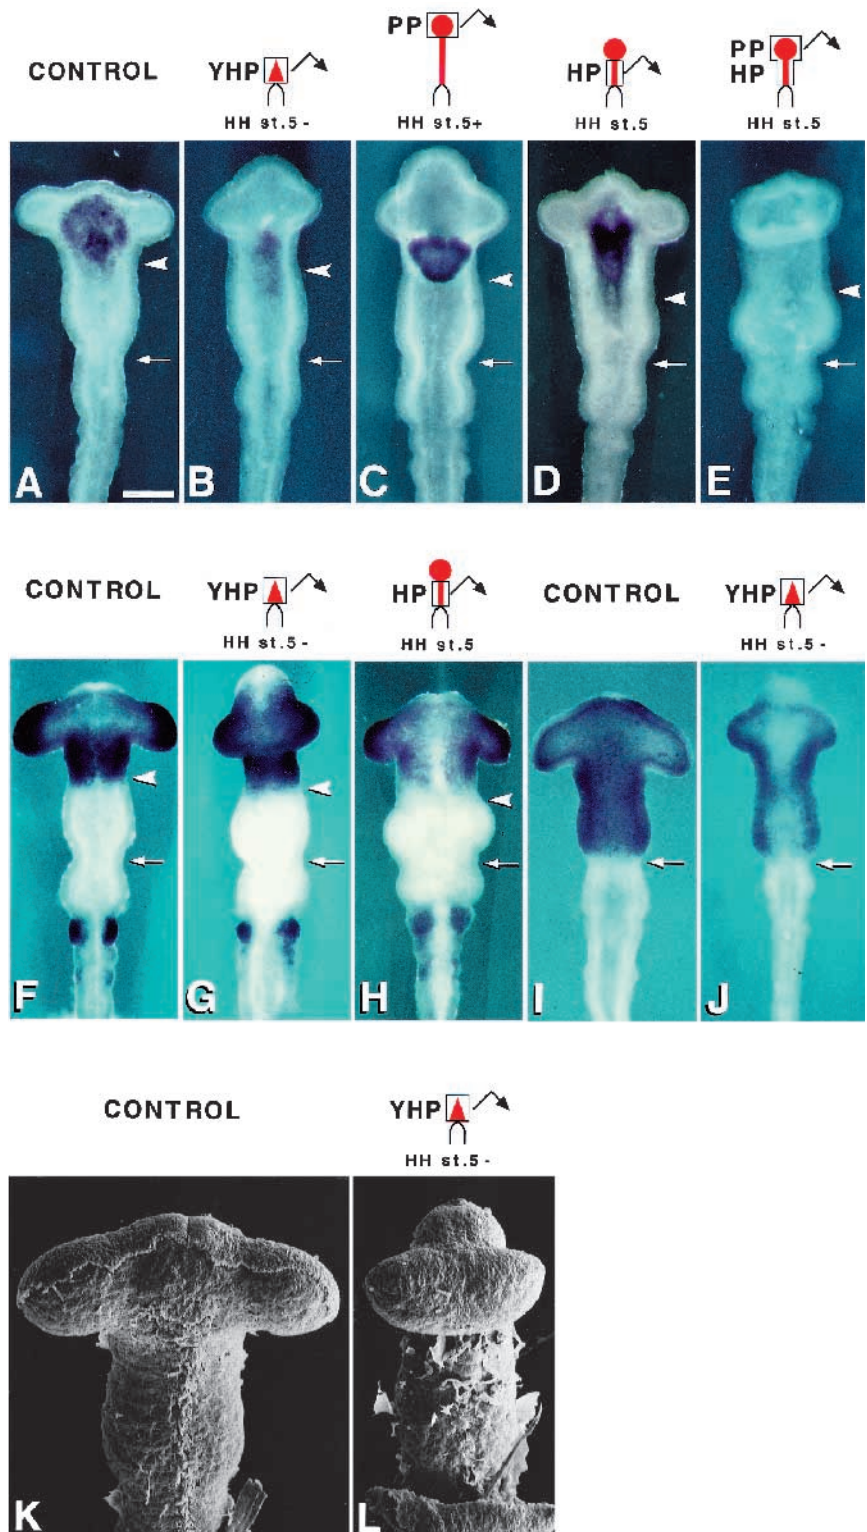 CONTROL
YHP
HH st.5 -
PP
HH st.5+
HP
HH st.5
PP
HP
HH st.5
A
B
C
D
E
CONTROL
YHP
HH st.5 -
HP
HH st.5
CONTROL
YHP
HH st.5 -
F
G
H
I
J
CONTROL
YHP
HH st.5 -
K
L